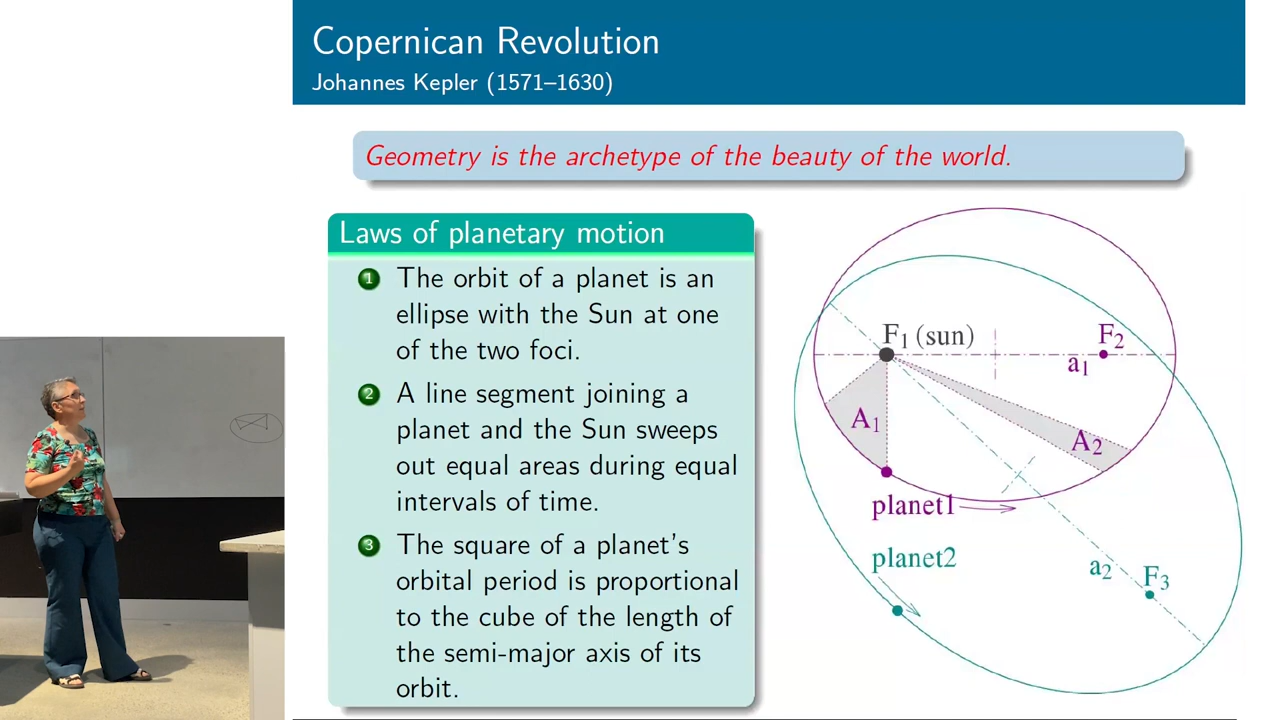 Copernican Revolution
Johannes Kepler (1571–1630)
Geometry is the archetype of the beauty of the world.
Laws of planetary motion
1 The orbit of a planet is an
ellipse with the Sun at one
of the two foci.
2 A line segment joining a
planet and the Sun sweeps
out equal areas during equal
intervals of time.
3 The square of a planet's
orbital period is proportional
to the cube of the length of
the semi-major axis of its
orbit.
F1 (sun)
F2
a1
A1
A2
planet1
planet2
a2
F3